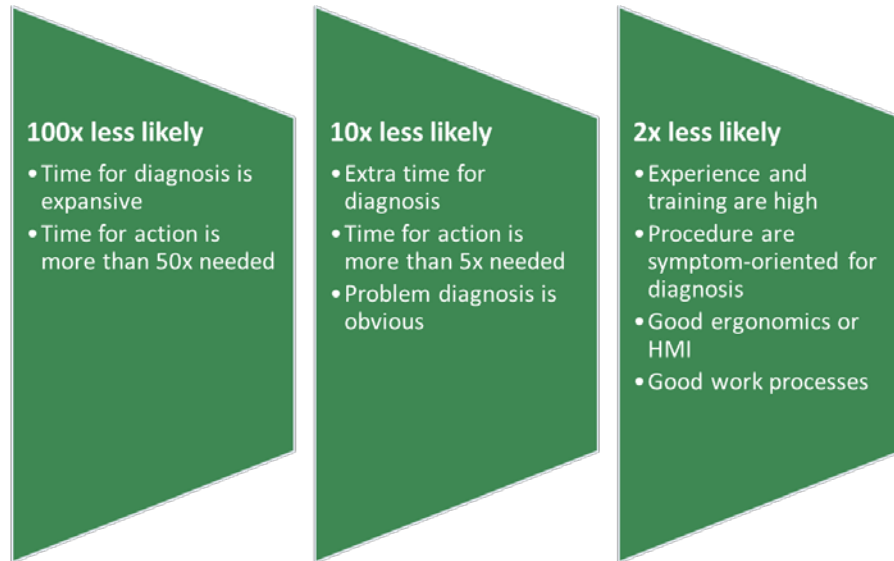 100x less likely
•Time for diagnosis is
expansive
•Time for action is
more than 50x needed
10x less likely
•Extra time for
diagnosis
•Time for action is
more than 5x needed
•Problem diagnosis is
obvious
2x less likely
•Experience and
training are high
•Procedure are
symptom-oriented for
diagnosis
•Good ergonomics or
HMI
•Good work processes